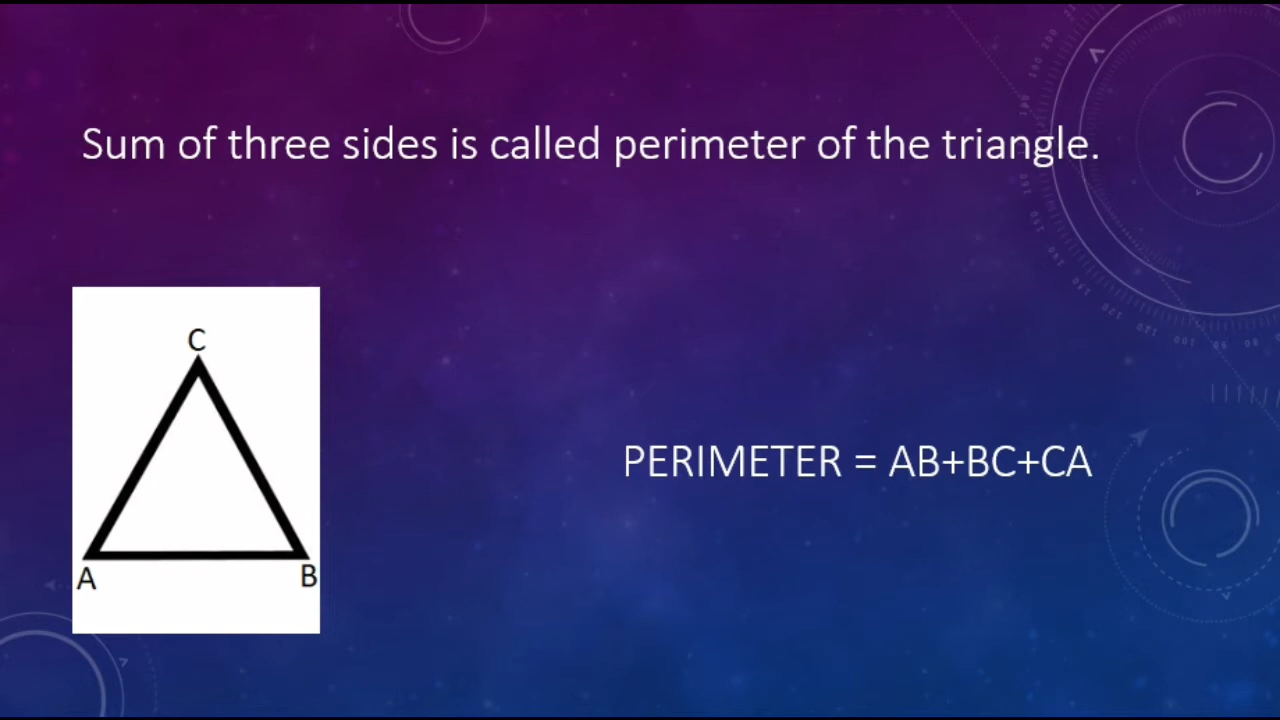 Sum of three sides is called perimeter of the triangle.
C
PERIMETER = AB+BC+CA
A
B